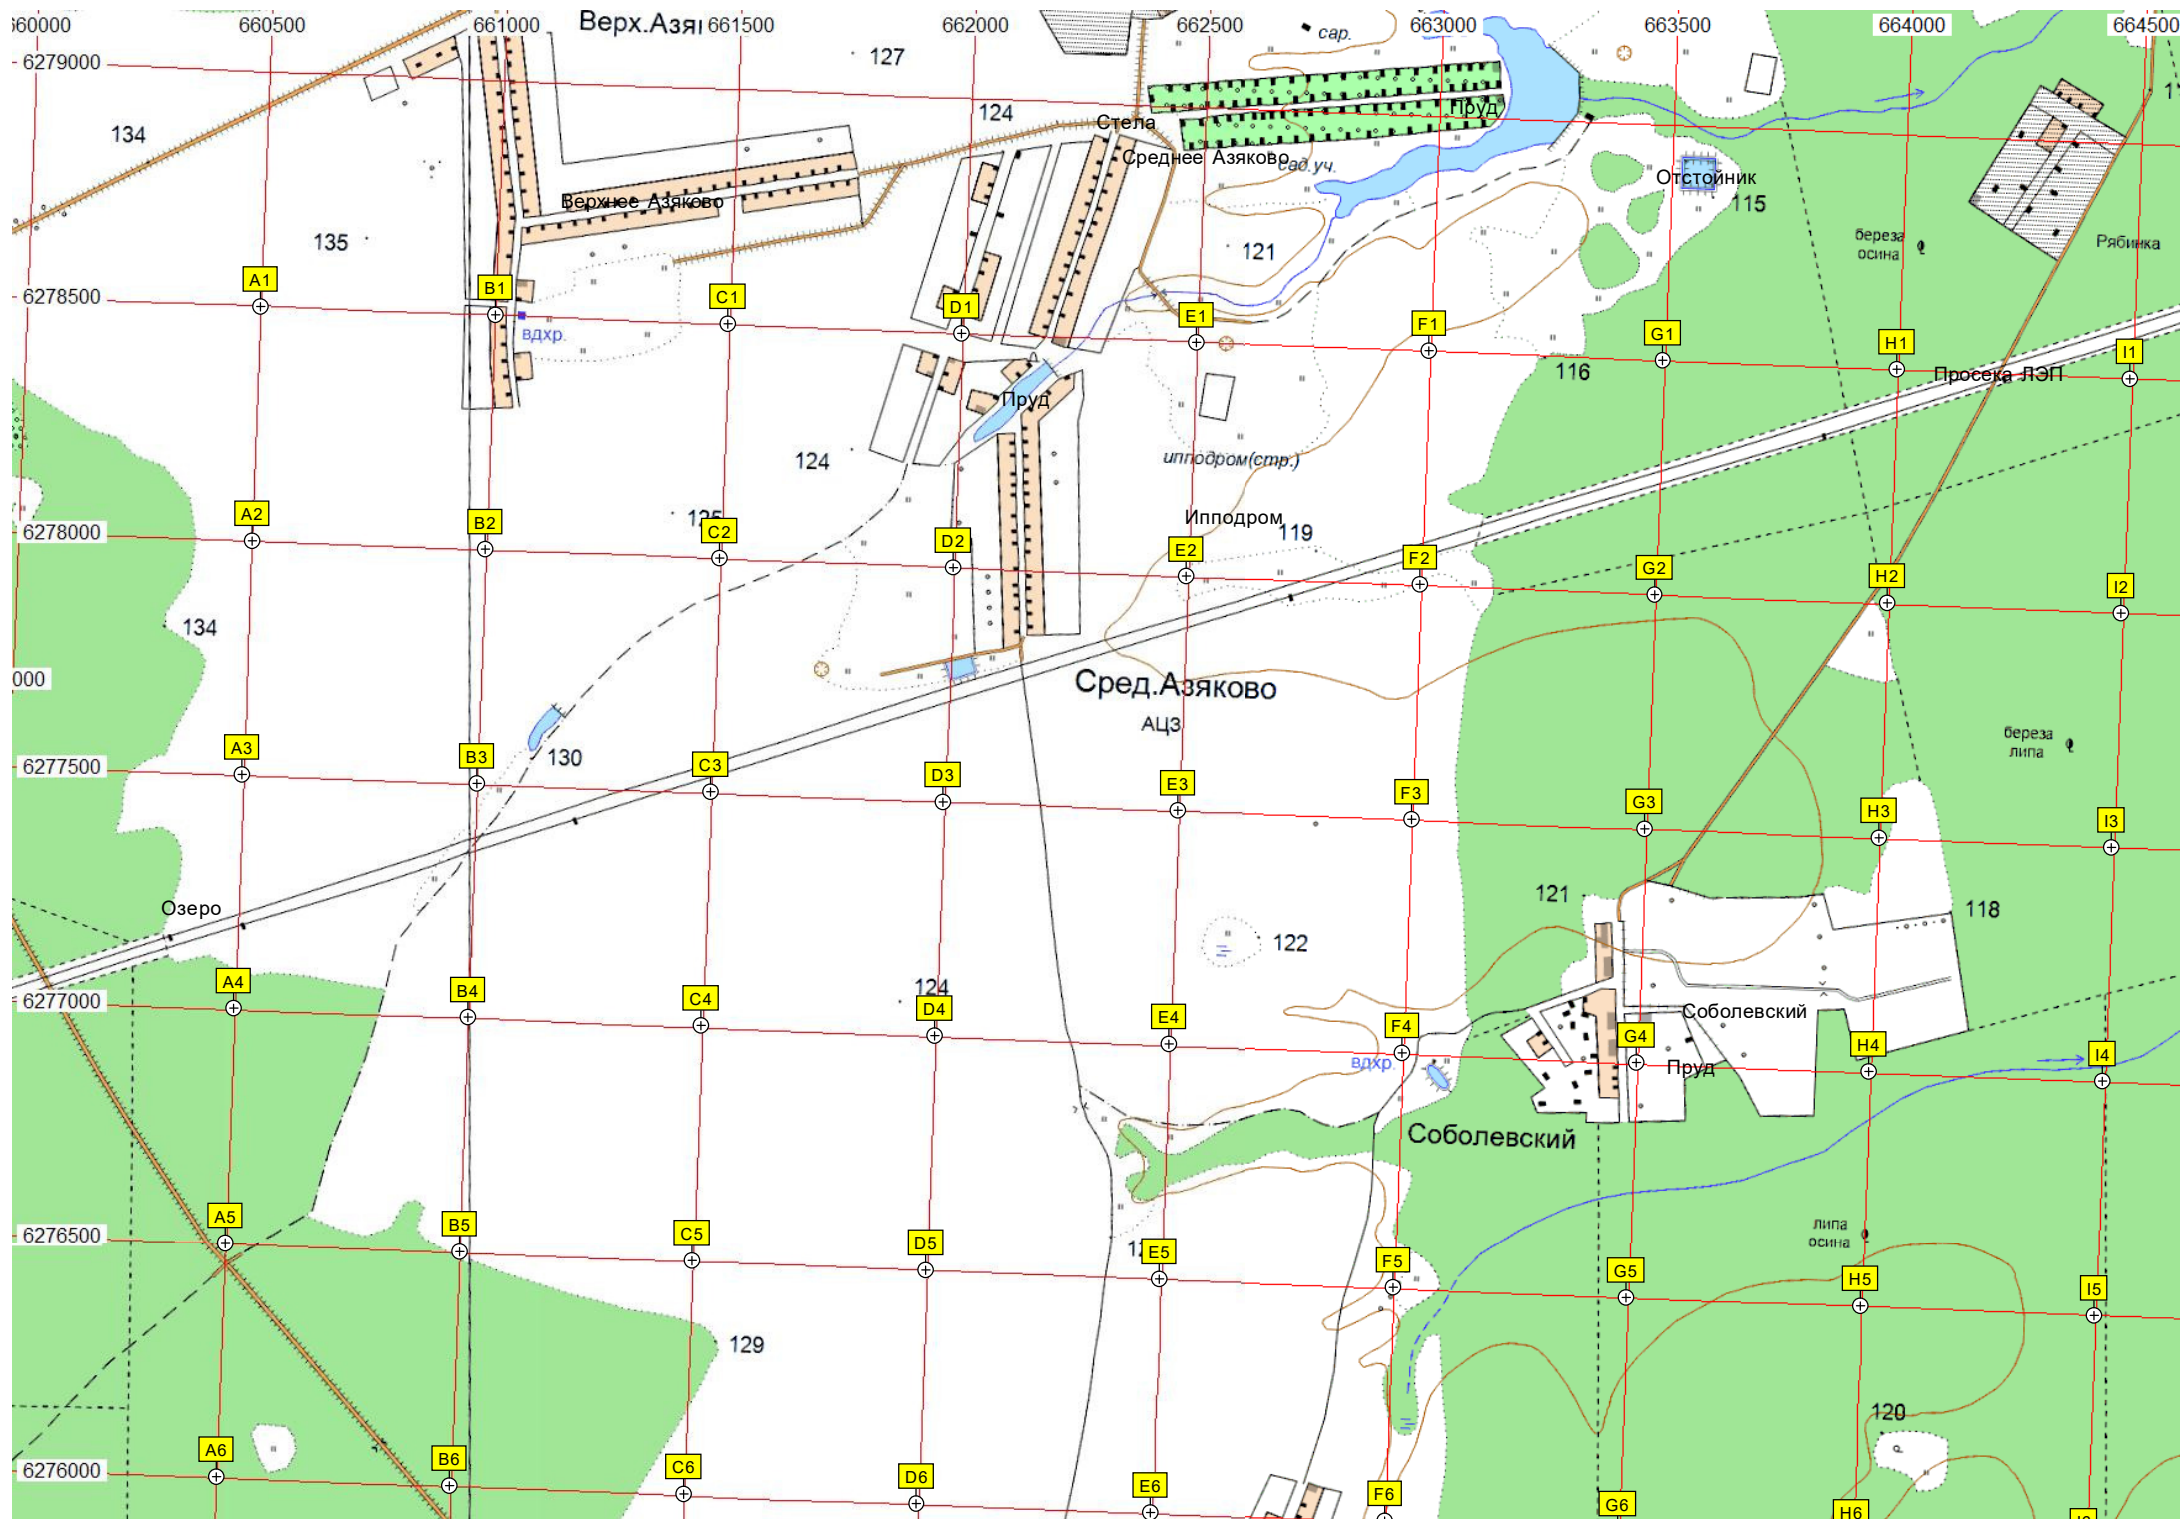 660000 660500 661000 661500 662000 662500 663000 663500 664000 664500
Верх.Азя
сар.
127
6279000
134
124
Стела
Пруд
Среднее Азяково
сад.уч.
Отстойник
115
Верхнее Азяково
135
121
береза
осина
Рябинка
6278500
A1 B1 C1 D1 E1 F1 G1 H1 I1
вдхр.
116
Просека ЛЭП
Пруд
124
ипподром(стр.)
125
Ипподром
119
6278000
A2 B2 C2 D2 E2 F2 G2 H2 I2
134
000
Сред.Азяково
АЦЗ
береза
липа
130
6277500
A3 B3 C3 D3 E3 F3 G3 H3 I3
121
118
Озеро
122
124
6277000
A4 B4 C4 D4 E4 F4 G4 H4 I4
Соболевский
вдхр.
Пруд
Соболевский
липа
осина
6276500
A5 B5 C5 D5 E5 F5 G5 H5 I5
129
120
6276000
A6 B6 C6 D6 E6 F6 G6 H6